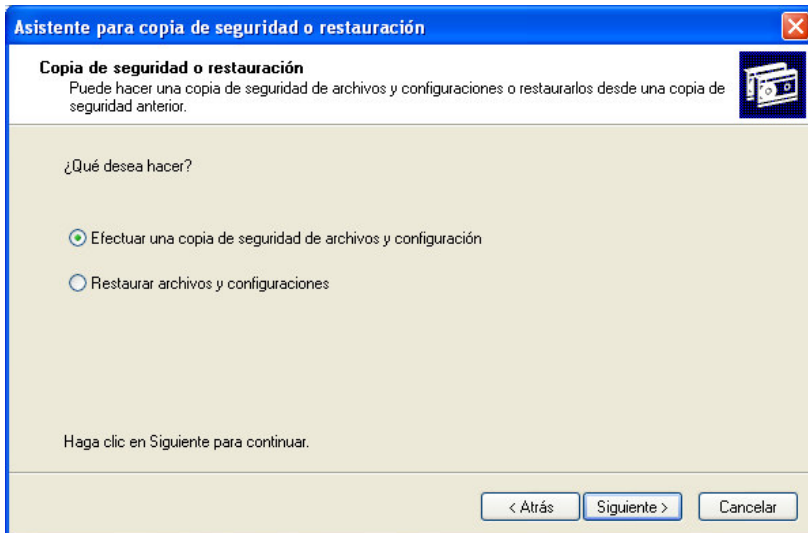 Asistente para copia de seguridad o restauración
Copia de seguridad o restauración
Puede hacer una copia de seguridad de archivos y configuraciones o restaurarlos desde una copia de
seguridad anterior.
¿Qué desea hacer?
Efectuar una copia de seguridad de archivos y configuración
Restaurar archivos y configuraciones
Haga clic en Siguiente para continuar.
< Atrás Siguiente > Cancelar